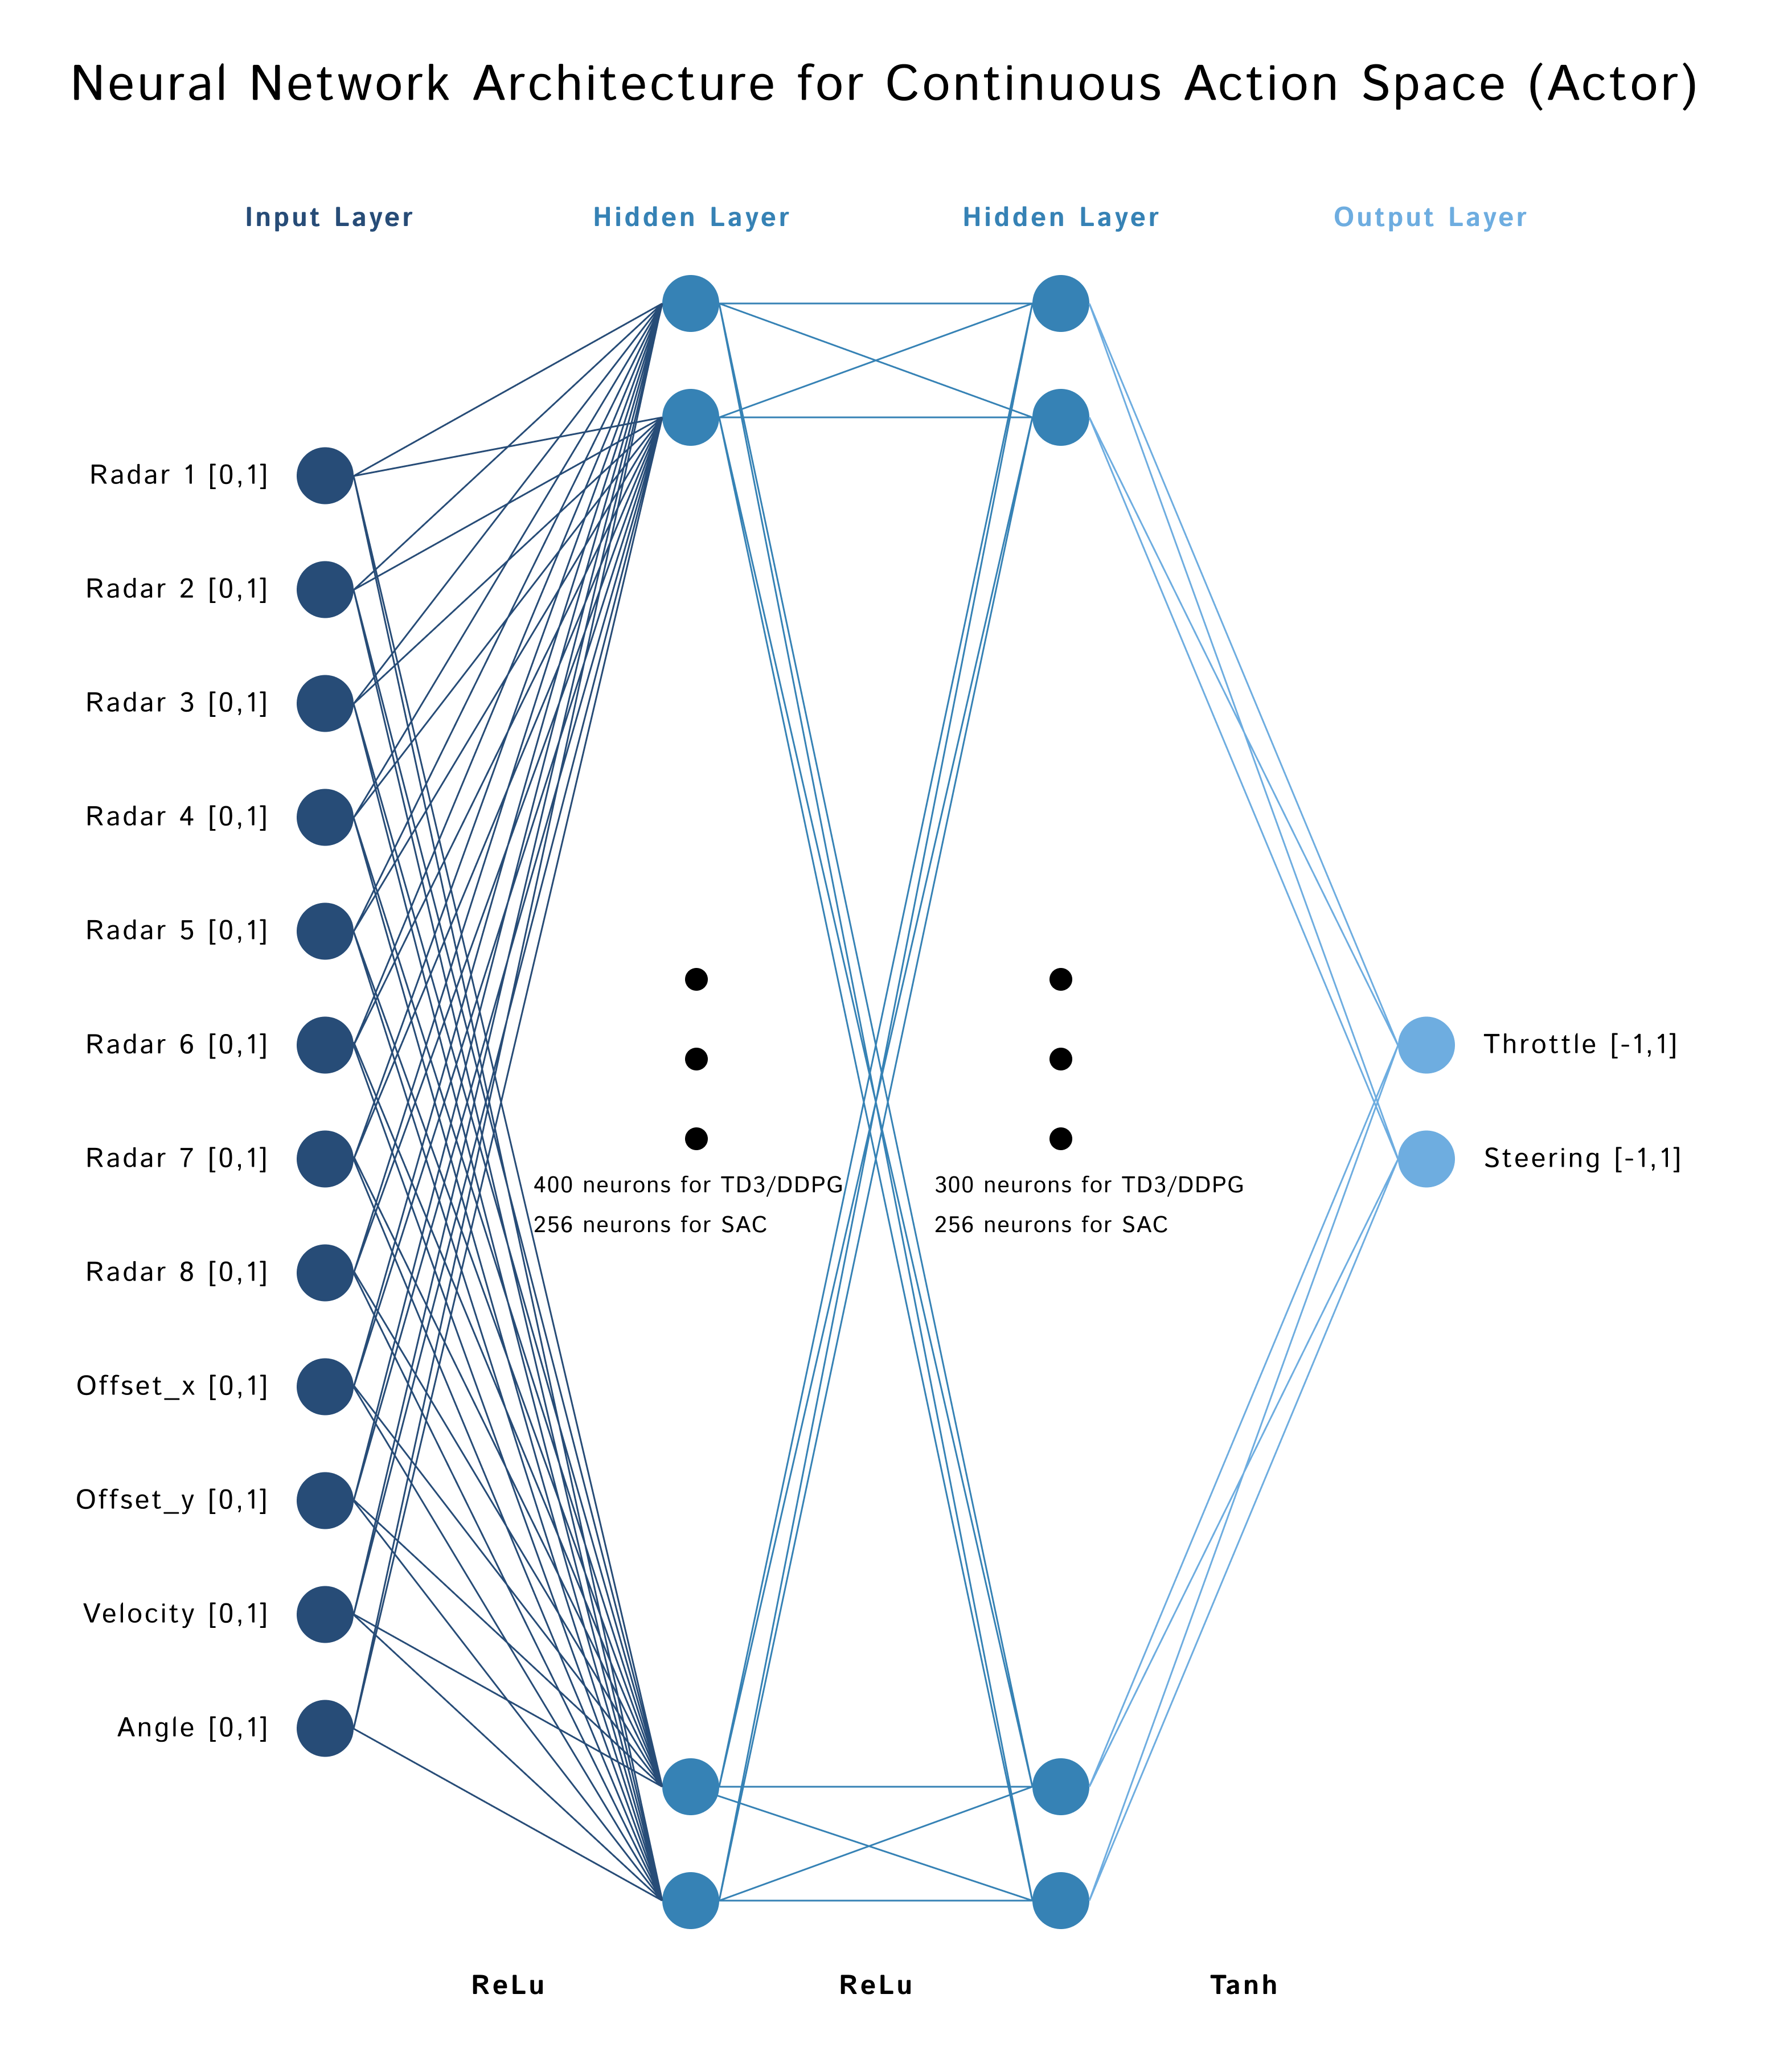 Neural Network Architecture for Continuous Action Space (Actor)
Input Layer
Hidden Layer
Hidden Layer
Output Layer
Radar 1 [0,1]
Radar 2 [0,1]
Radar 3 [0,1]
Radar 4 [0,1]
Radar 5 [0,1]
Radar 6 [0,1]
Radar 7 [0,1]
Radar 8 [0,1]
Offset_x [0,1]
Offset_y [0,1]
Velocity [0,1]
Angle [0,1]
400 neurons for TD3/DDPG
256 neurons for SAC
300 neurons for TD3/DDPG
256 neurons for SAC
Throttle [-1,1]
Steering [-1,1]
ReLu
ReLu
Tanh